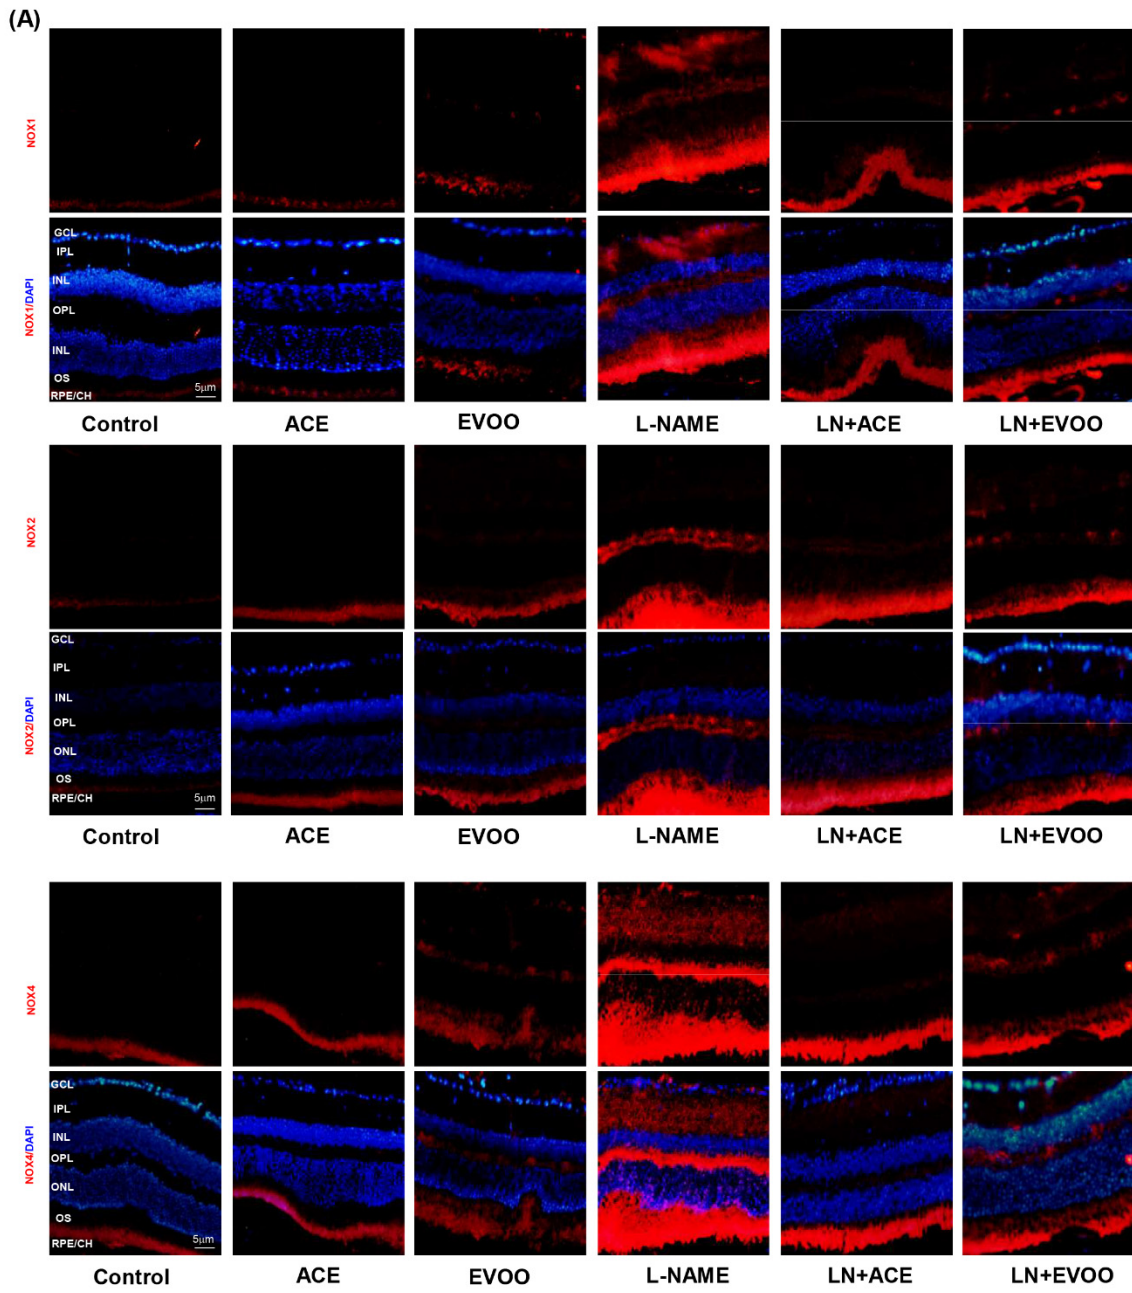 (A)
NOX1
NOX1/DAPI
GCL
IPL
INL
OPL
INL
OS
RPE/CH
5μm
Control ACE EVOO L-NAME LN+ACE LN+EVOO
NOX2
NOX2/DAPI
GCL
IPL
INL
OPL
ONL
OS
RPE/CH
5μm
Control ACE EVOO L-NAME LN+ACE LN+EVOO
NOX4
NOX4/DAPI
GCL
IPL
INL
OPL
ONL
OS
RPE/CH
5μm
Control ACE EVOO L-NAME LN+ACE LN+EVOO